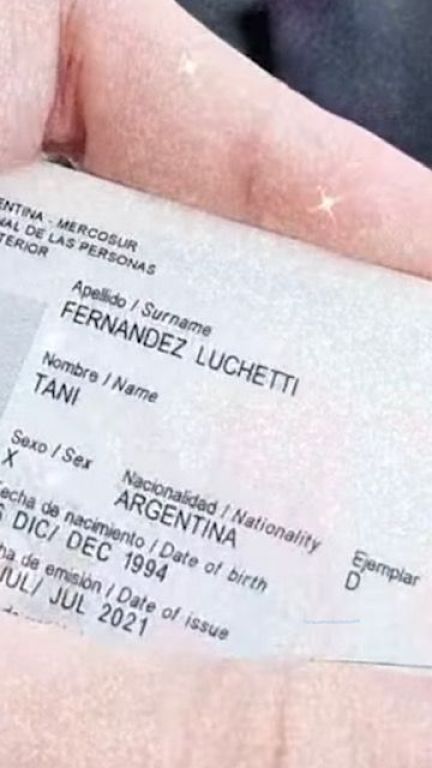 ENTINA - MERCOSUR
NAL DE LAS PERSONAS
TERIOR
Apellido / Surname
FERNANDEZ LUCHETTI
Nombre / Name
TANI
Sexo / Sex Nacionalidad / Nationality
X ARGENTINA
Ejemplar
D
echa de nacimiento / Date of birth
DIC/ DEC 1994
ha de emisión / Date of issue
JUL/ JUL 2021